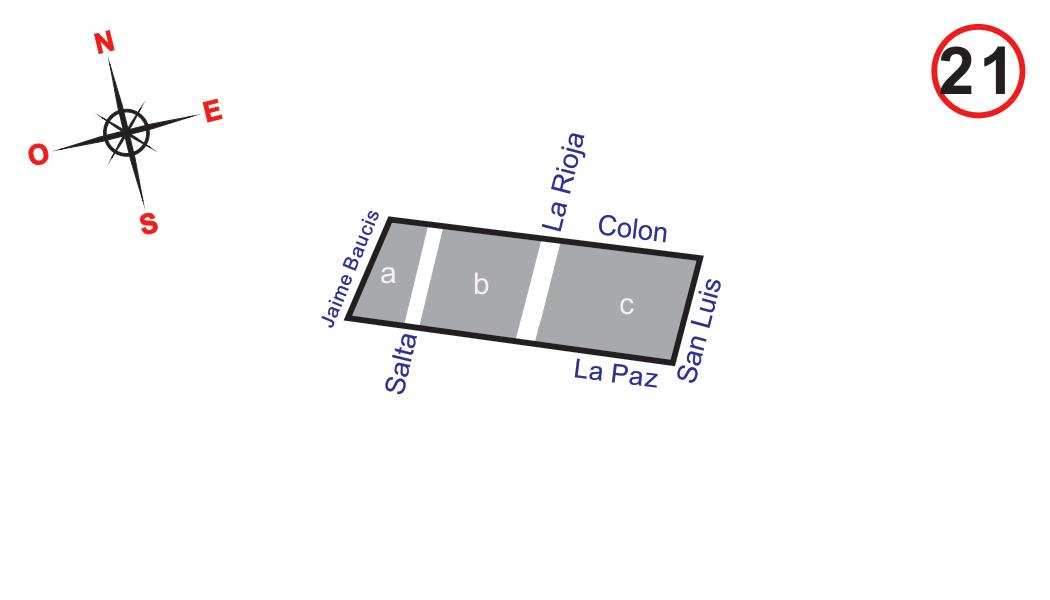 N
21
E
O
S
La Rioja
Colon
Jaime Baucis
a
b
c
San Luis
Salta
La Paz